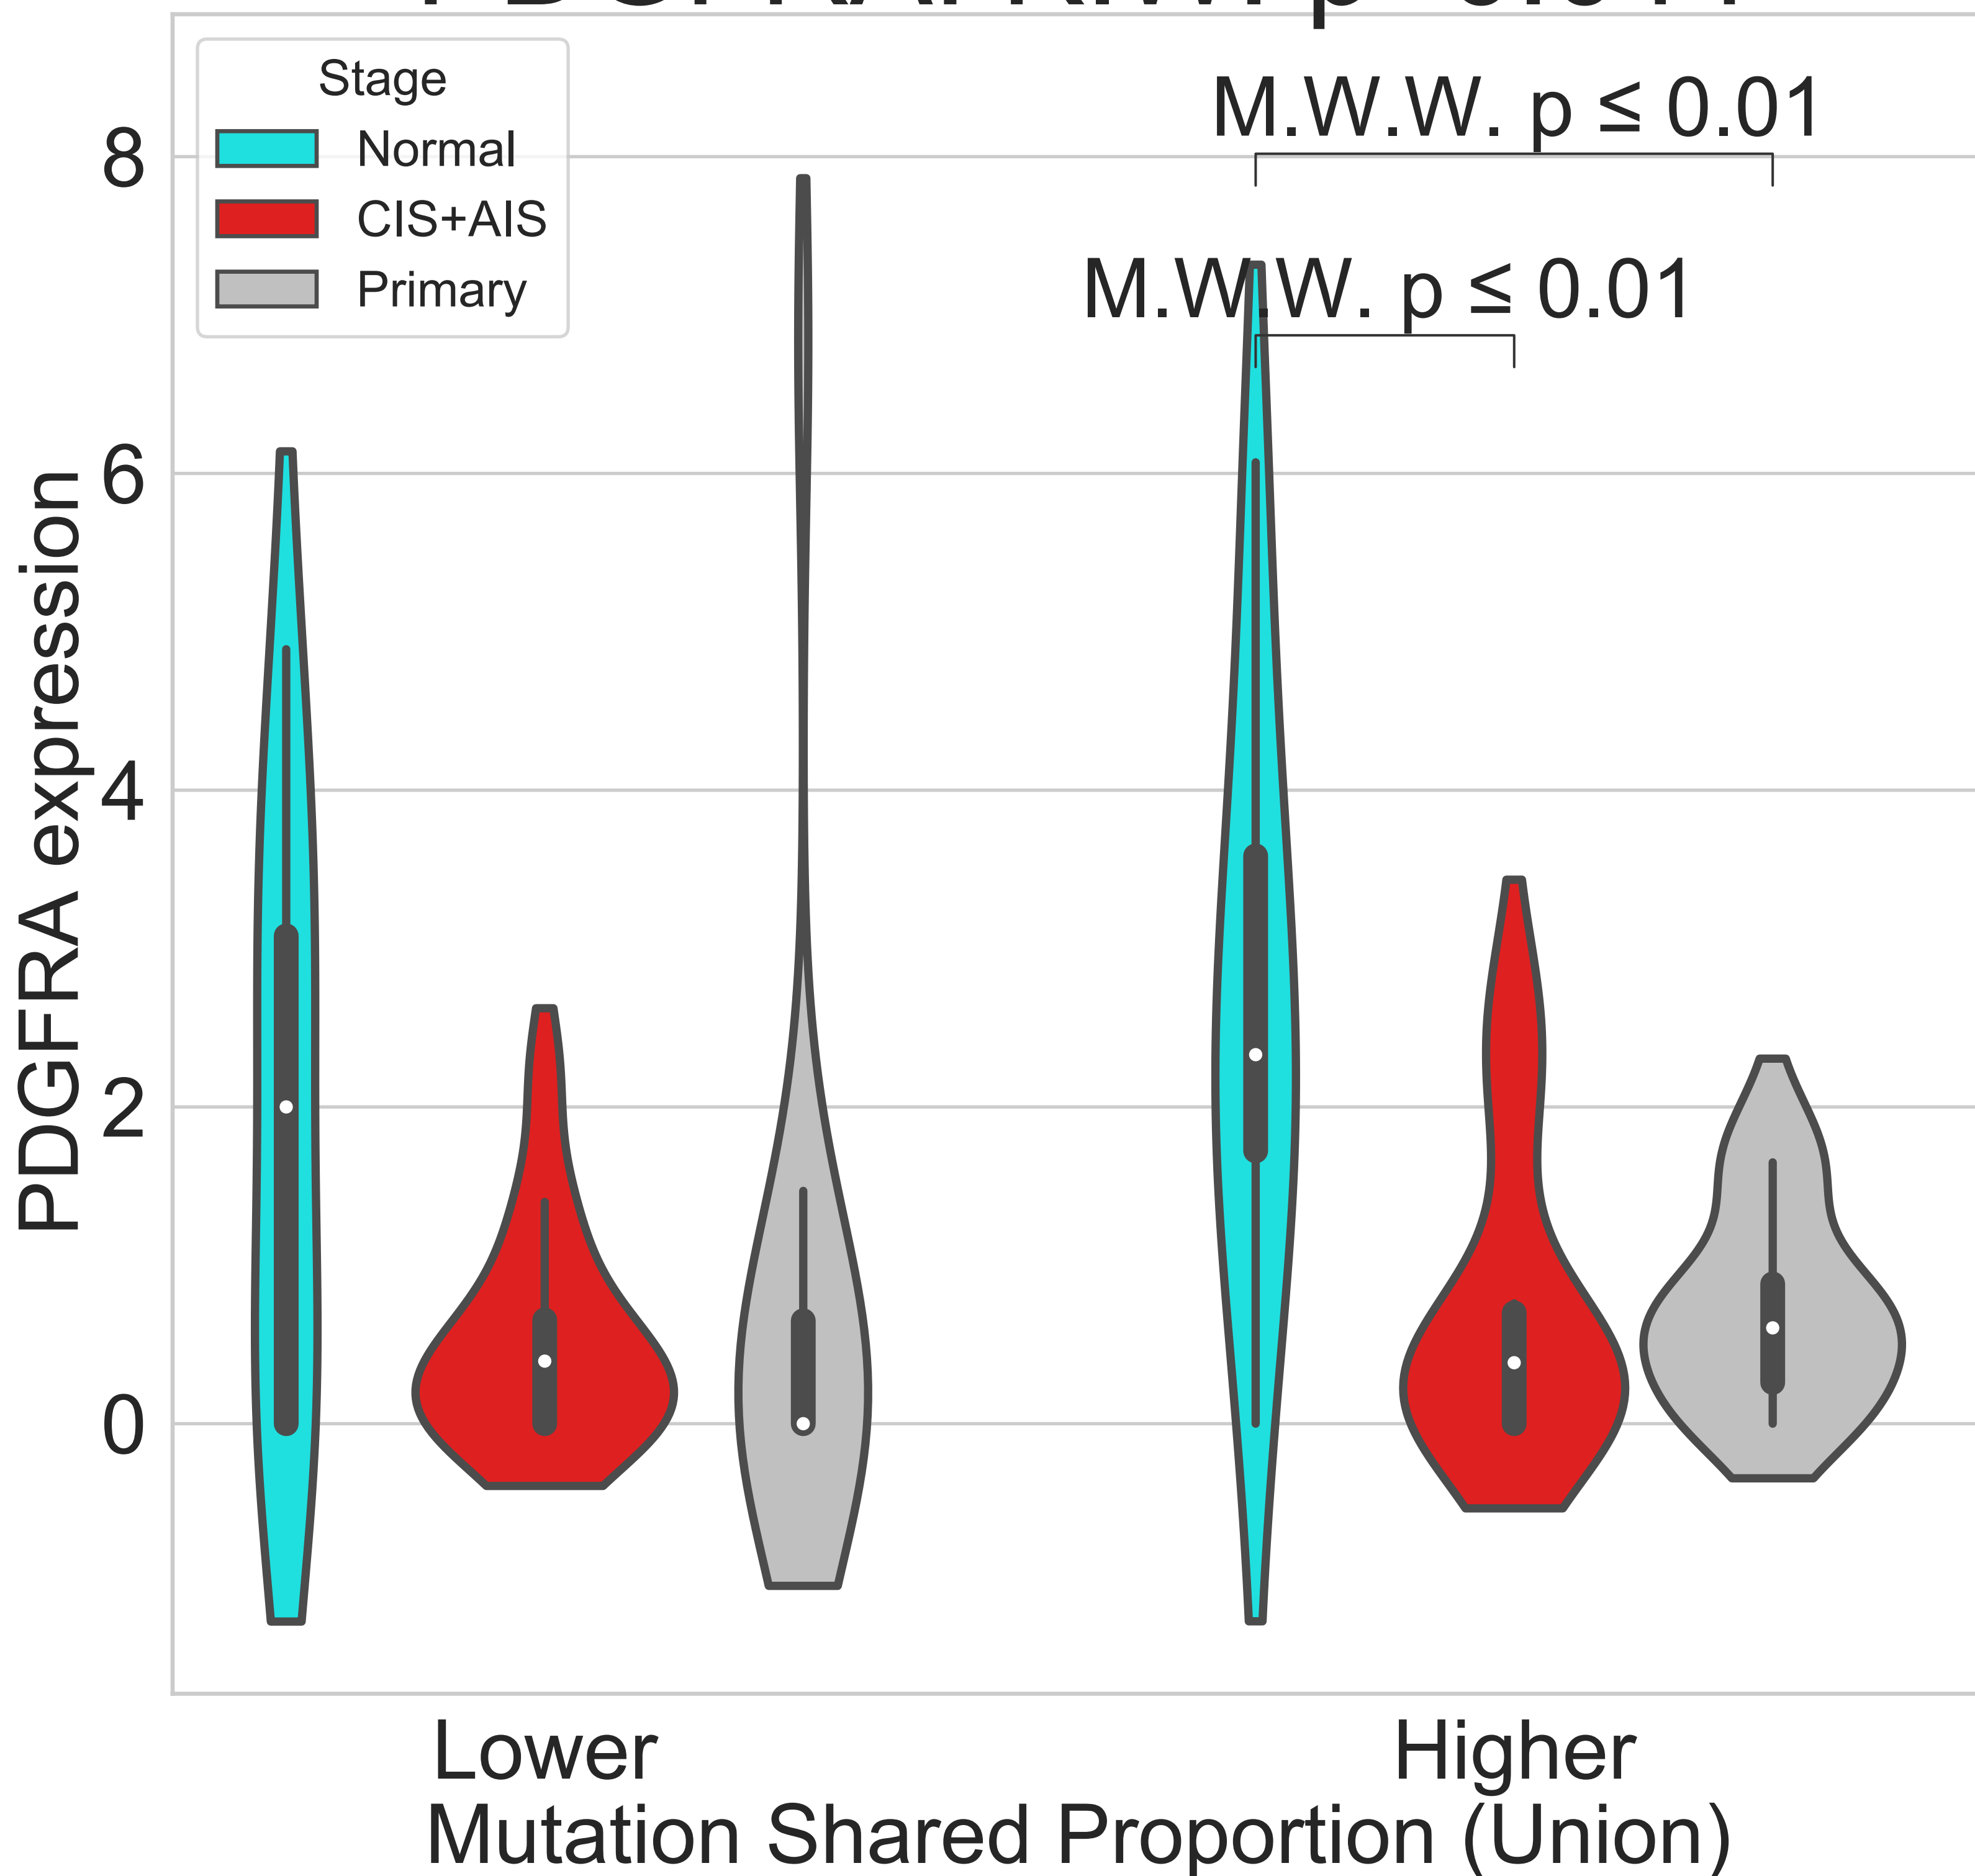 Stage
Normal
CIS+AIS
Primary
M.W.W. p ≤ 0.01
M.W.W. p ≤ 0.01
8
6
4
2
0
PDGFRA expression
Lower
Higher
Mutation Shared Proportion (Union)